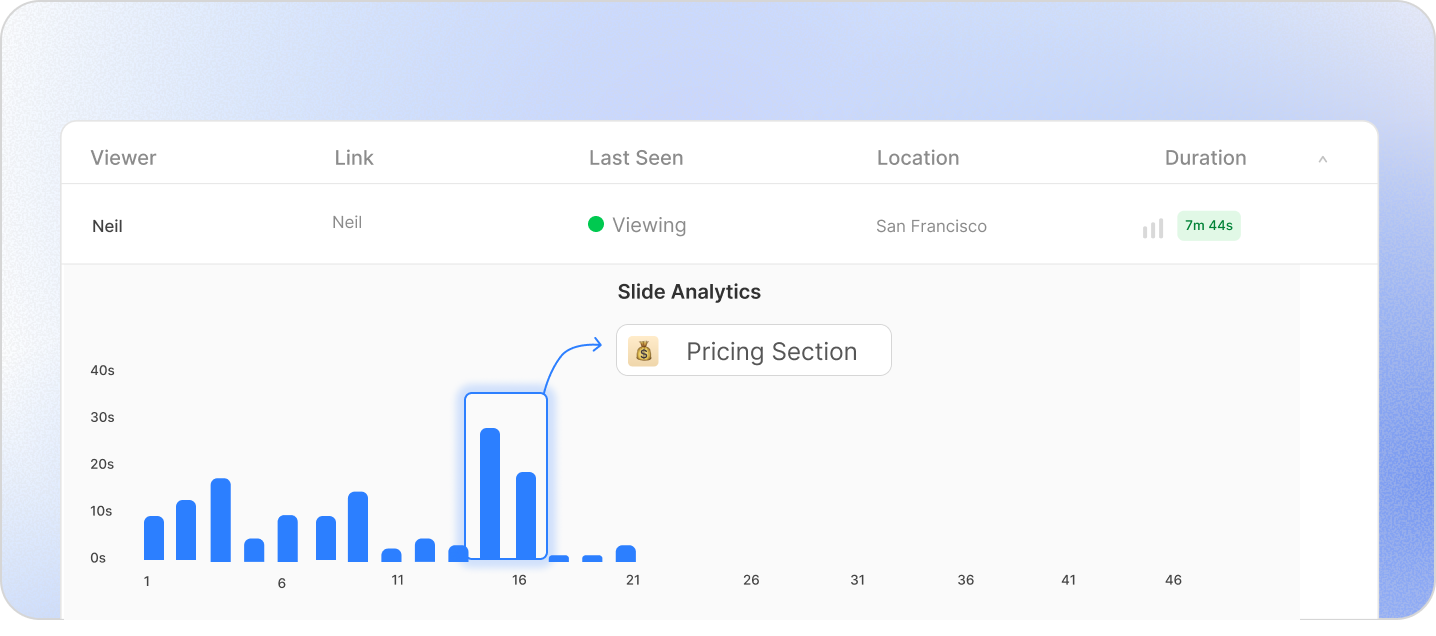 Viewer Link Last Seen Location Duration
Neil Neil Viewing San Francisco 7m 44s
Slide Analytics
$ Pricing Section
40s
30s
20s
10s
0s
1 6 11 16 21 26 31 36 41 46